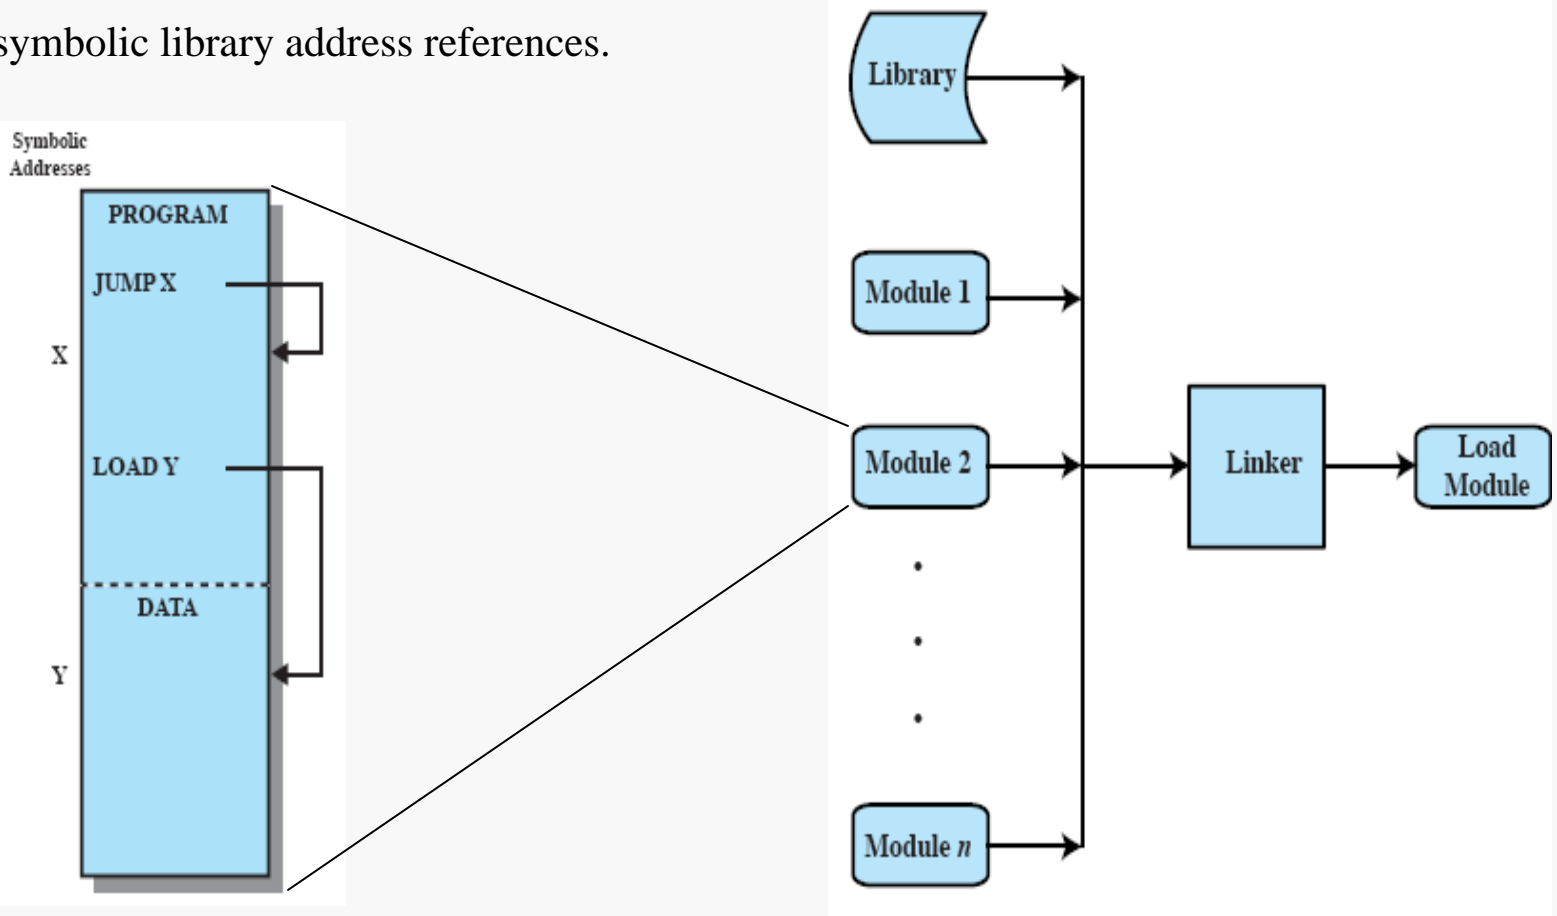 symbolic library address references.
Symbolic
Addresses
PROGRAM
JUMP X
X
LOAD Y
DATA
Y
Library
Module 1
Module 2
Module n
Linker
Load
Module